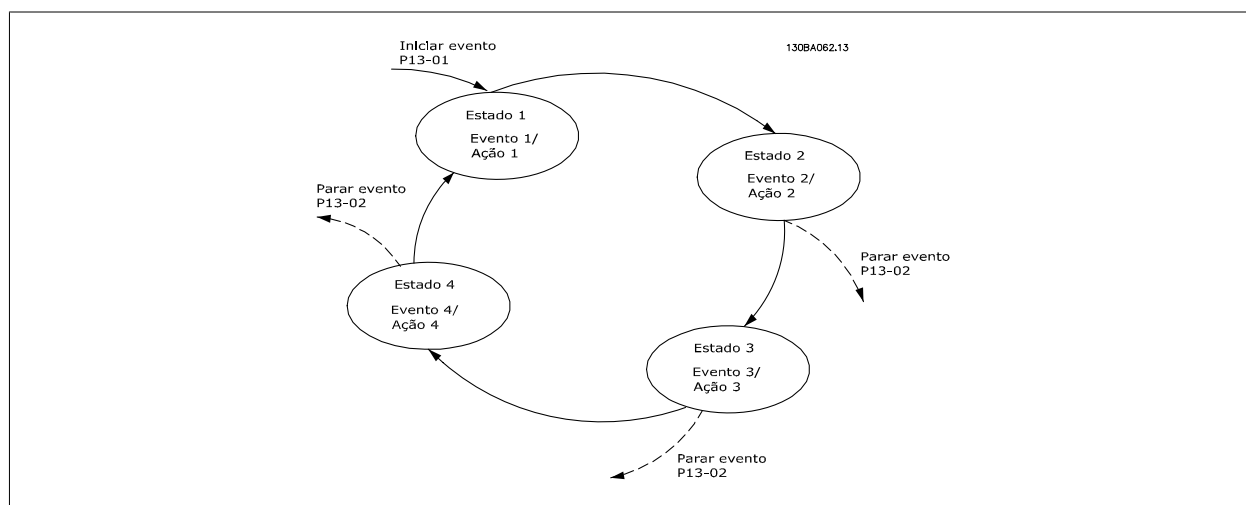 Iniciar evento
P13-01
130BA062.13
Estado 1
Evento 1/
Ação 1
Estado 2
Evento 2/
Ação 2
Parar evento
P13-02
Parar evento
P13-02
Estado 4
Evento 4/
Ação 4
Estado 3
Evento 3/
Ação 3
Parar evento
P13-02